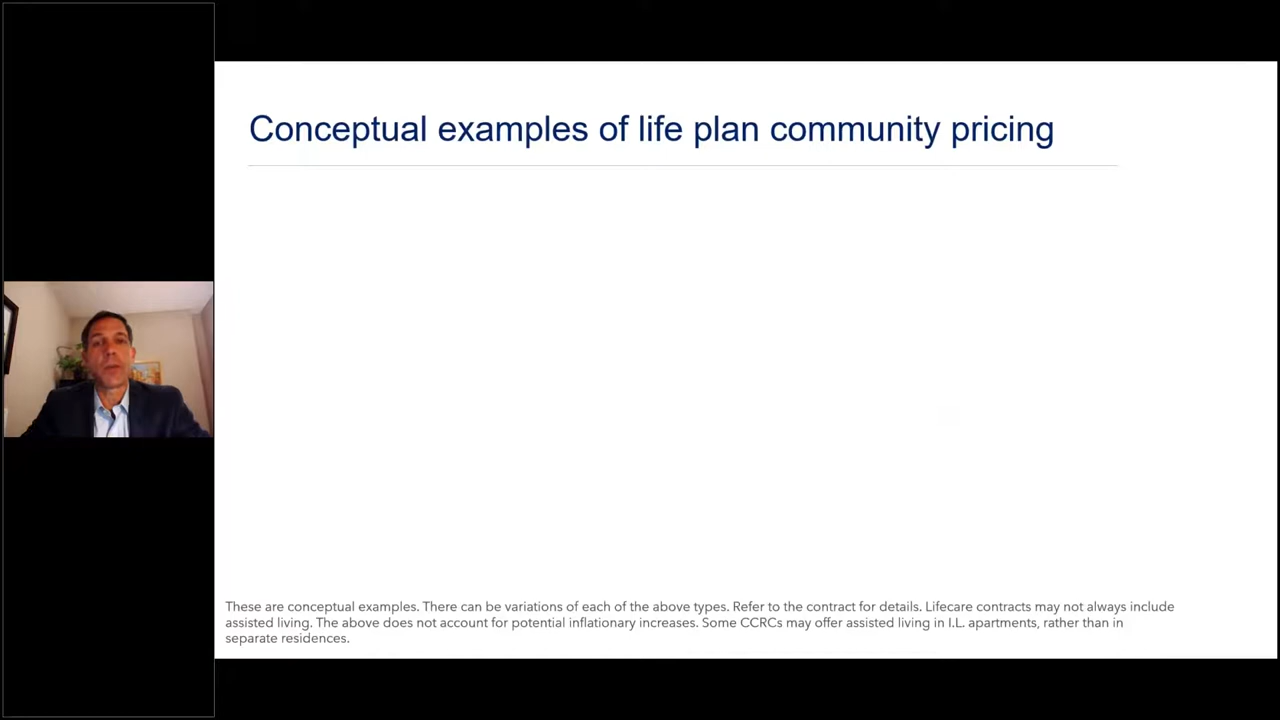 Conceptual examples of life plan community pricing
These are conceptual examples. There can be variations of each of the above types. Refer to the contract for details. Lifecare contracts may not always include
assisted living. The above does not account for potential inflationary increases. Some CCRCs may offer assisted living in I.L. apartments, rather than in
separate residences.